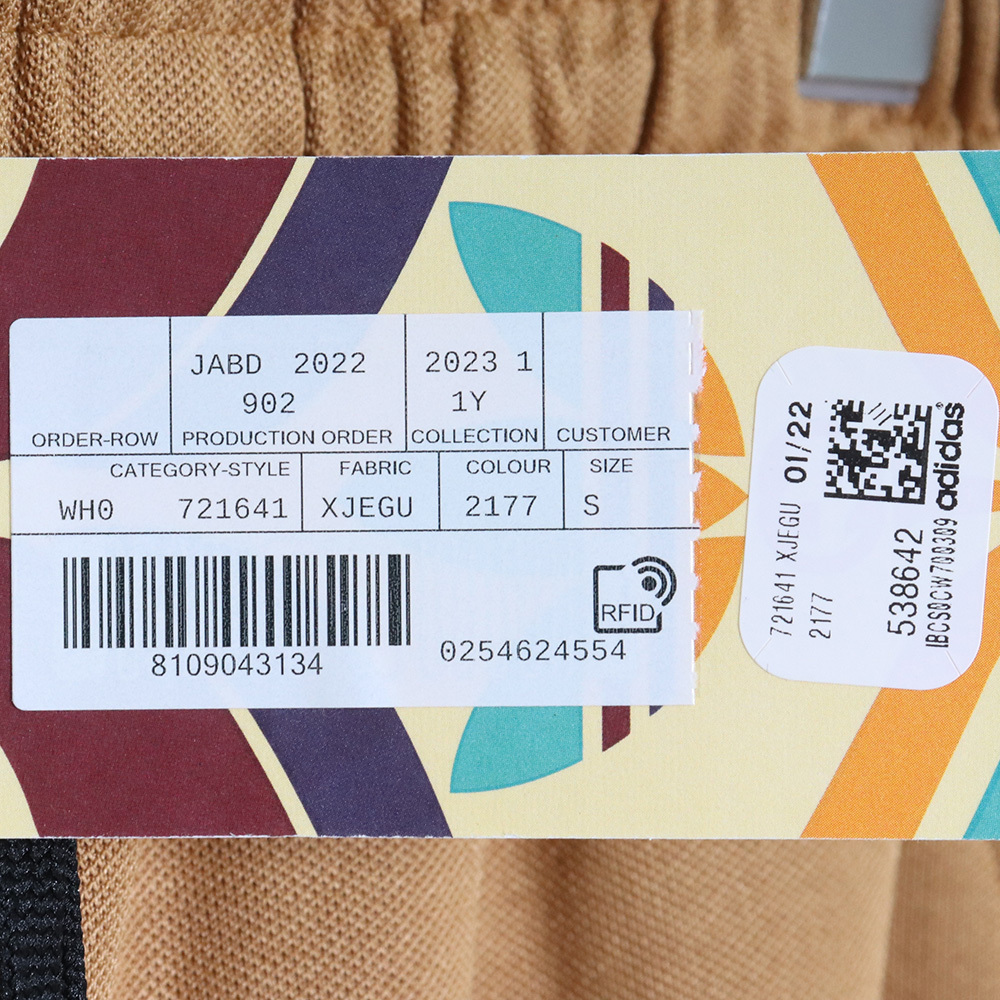 JABD 2022
902
2023 1
1Y
ORDER-ROW
PRODUCTION ORDER
COLLECTION
CUSTOMER
CATEGORY-STYLE
FABRIC
COLOUR
SIZE
WH0 721641
XJEGU
2177
S
8109043134
RFID
0254624554
721641 XJEGU 01/22
2177
538642
IBCS0CW700309
adidas®